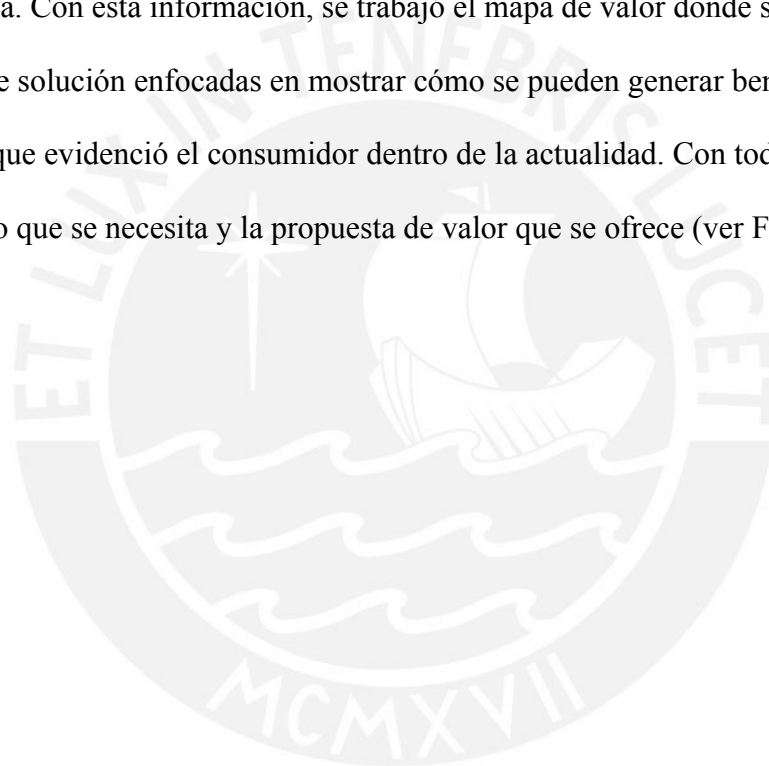 a. Con esta información, se trabajó el mapa de valor donde s
e solución enfocadas en mostrar cómo se pueden generar ber
que evidenció el consumidor dentro de la actualidad. Con tod
o que se necesita y la propuesta de valor que se ofrece (ver F
ET LUX IN TENEBRIS LUCET
MCMXVII